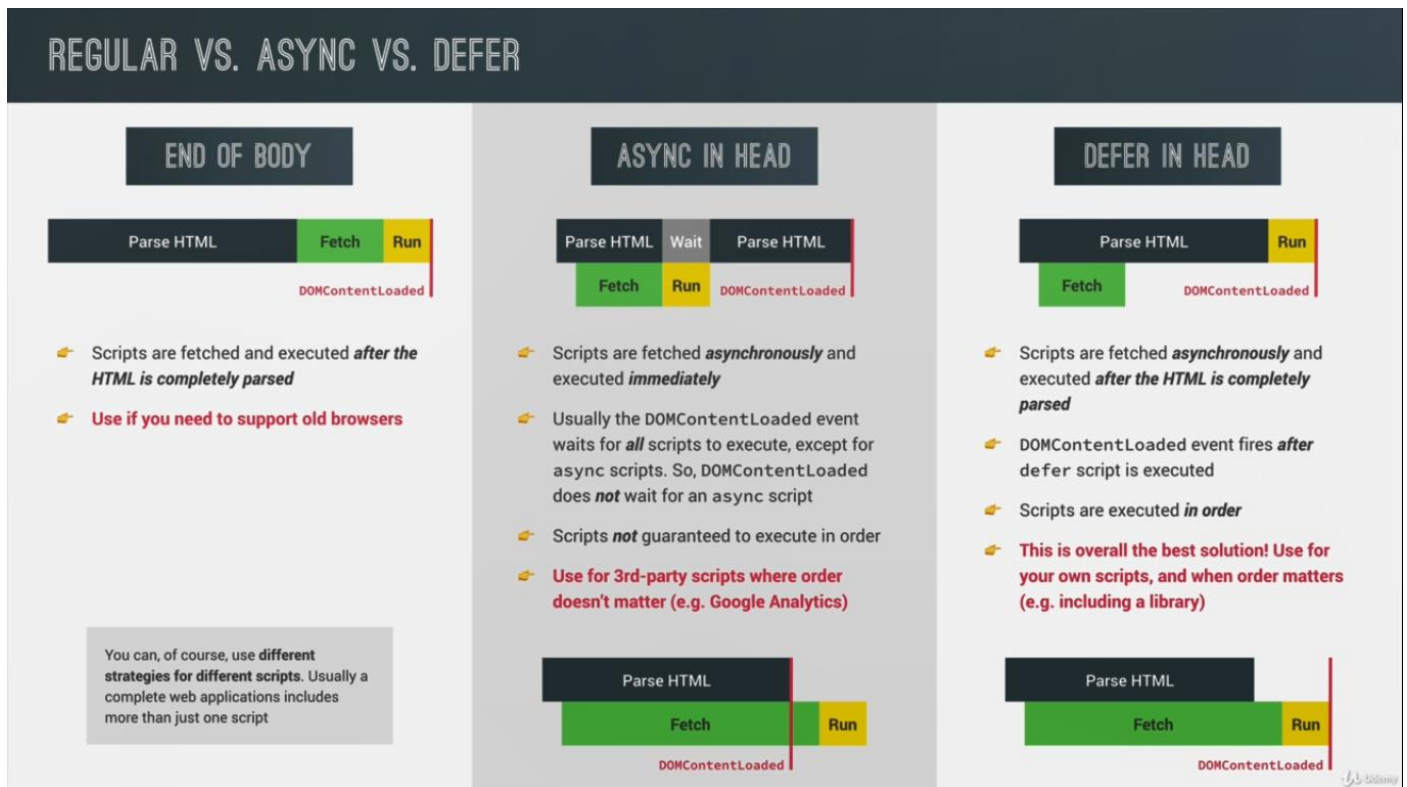 REGULAR VS. ASYNC VS. DEFER
END OF BODY
Parse HTML
Fetch
Run
DOMContentLoaded
Scripts are fetched and executed after the
HTML is completely parsed
Use if you need to support old browsers
You can, of course, use different
strategies for different scripts. Usually a
complete web applications includes
more than just one script
ASYNC IN HEAD
Parse HTML
Wait
Parse HTML
Fetch
Run
DOMContentLoaded
Scripts are fetched asynchronously and
executed immediately
Usually the DOMContentLoaded event
waits for all scripts to execute, except for
async scripts. So, DOMContentLoaded
does not wait for an async script
Scripts not guaranteed to execute in order
Use for 3rd-party scripts where order
doesn't matter (e.g. Google Analytics)
Parse HTML
Fetch
Run
DOMContentLoaded
DEFER IN HEAD
Parse HTML
Run
Fetch
DOMContentLoaded
Scripts are fetched asynchronously and
executed after the HTML is completely
parsed
DOMContentLoaded event fires after
defer script is executed
Scripts are executed in order
This is overall the best solution! Use for
your own scripts, and when order matters
(e.g. including a library)
Parse HTML
Fetch
Run
DOMContentLoaded
Udemy